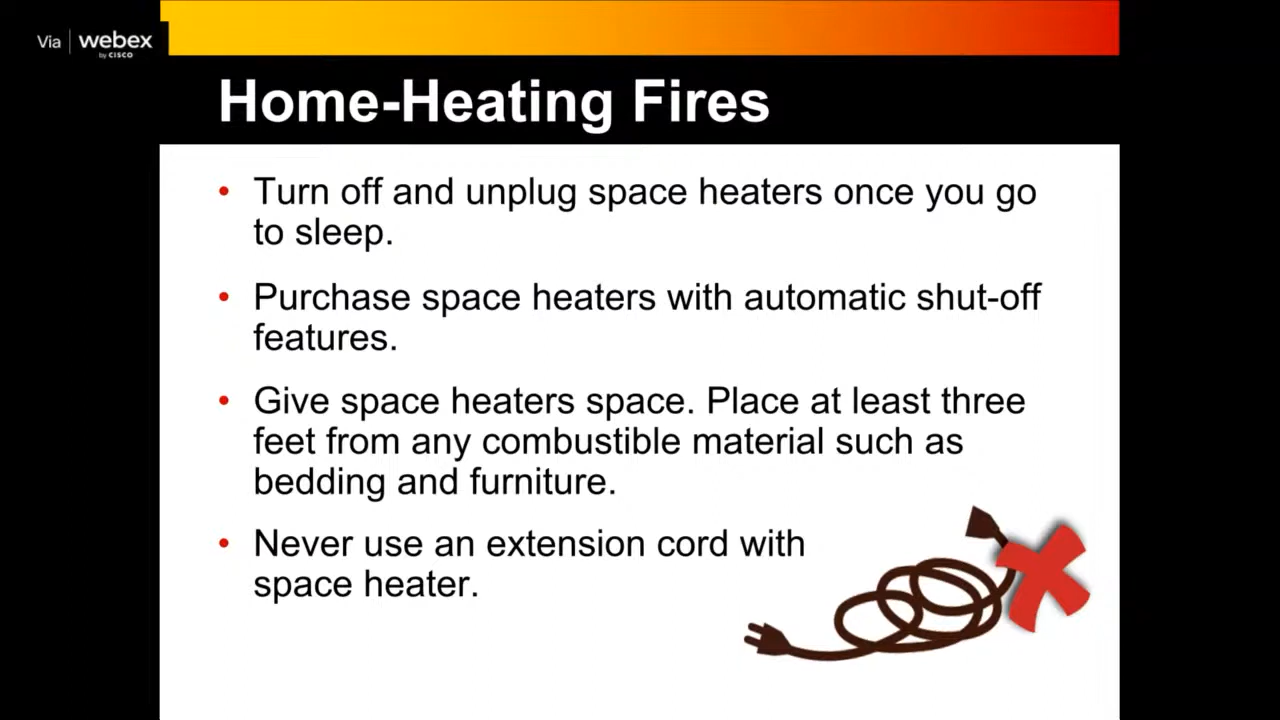 Via webex
by CISCO
Home-Heating Fires
• Turn off and unplug space heaters once you go
to sleep.
• Purchase space heaters with automatic shut-off
features.
• Give space heaters space. Place at least three
feet from any combustible material such as
bedding and furniture.
• Never use an extension cord with
space heater.